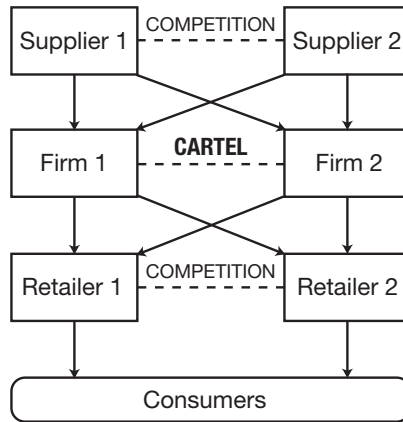 COMPETITION
Supplier 1
Supplier 2
CARTEL
Firm 1
Firm 2
COMPETITION
Retailer 1
Retailer 2
Consumers